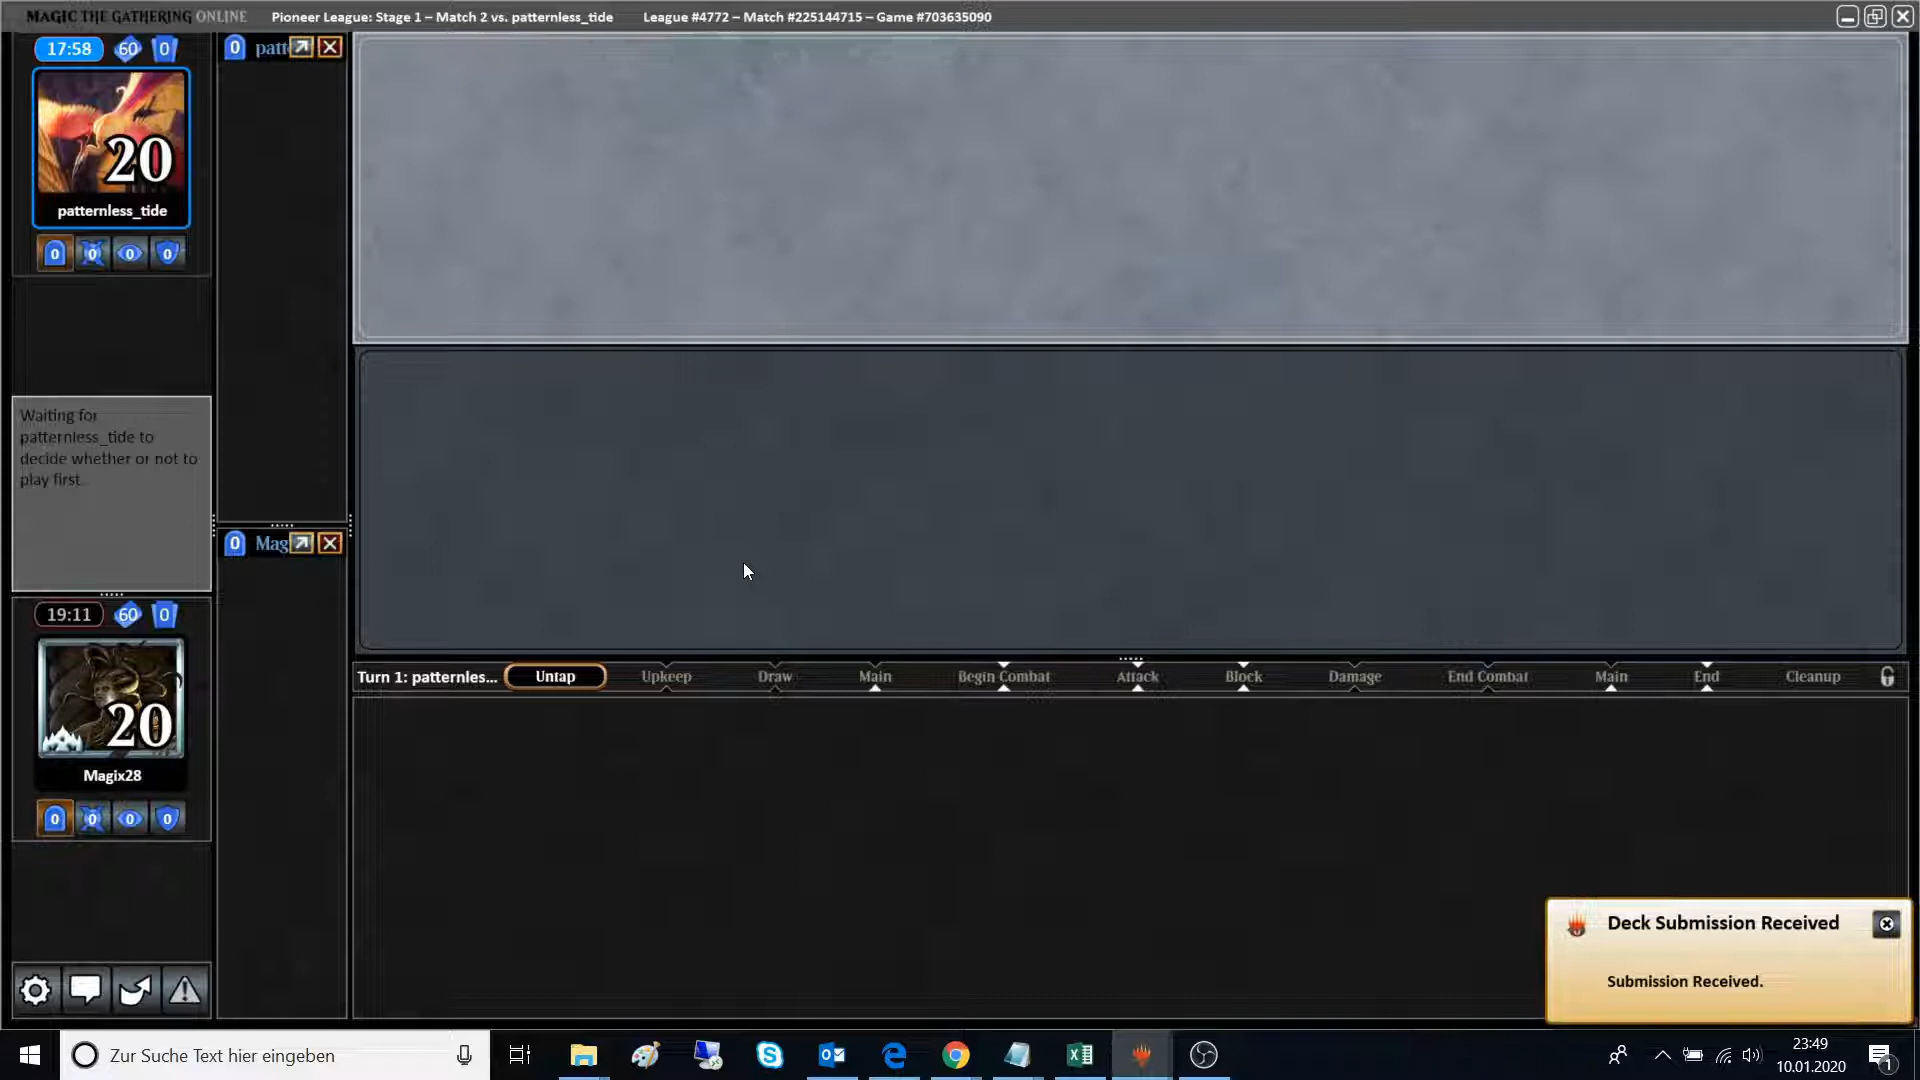 MAGIC THE GATHERING ONLINE
Pioneer League: Stage 1 – Match 2 vs. patternless_tide
League #4772 – Match #225144715 – Game #703635090
17:58
60
0
20
patternless_tide
0
0
0
0
0
patt
Waiting for
patternless_tide to
decide whether or not to
play first.
0
Mag
19:11
60
0
20
Magix28
0
0
0
0
Turn 1: patternles...
Untap
Upkeep
Draw
Main
Begin Combat
Attack
Block
Damage
End Combat
Main
End
Cleanup
Deck Submission Received
Submission Received.
Zur Suche Text hier eingeben
23:49
10.01.2020
1